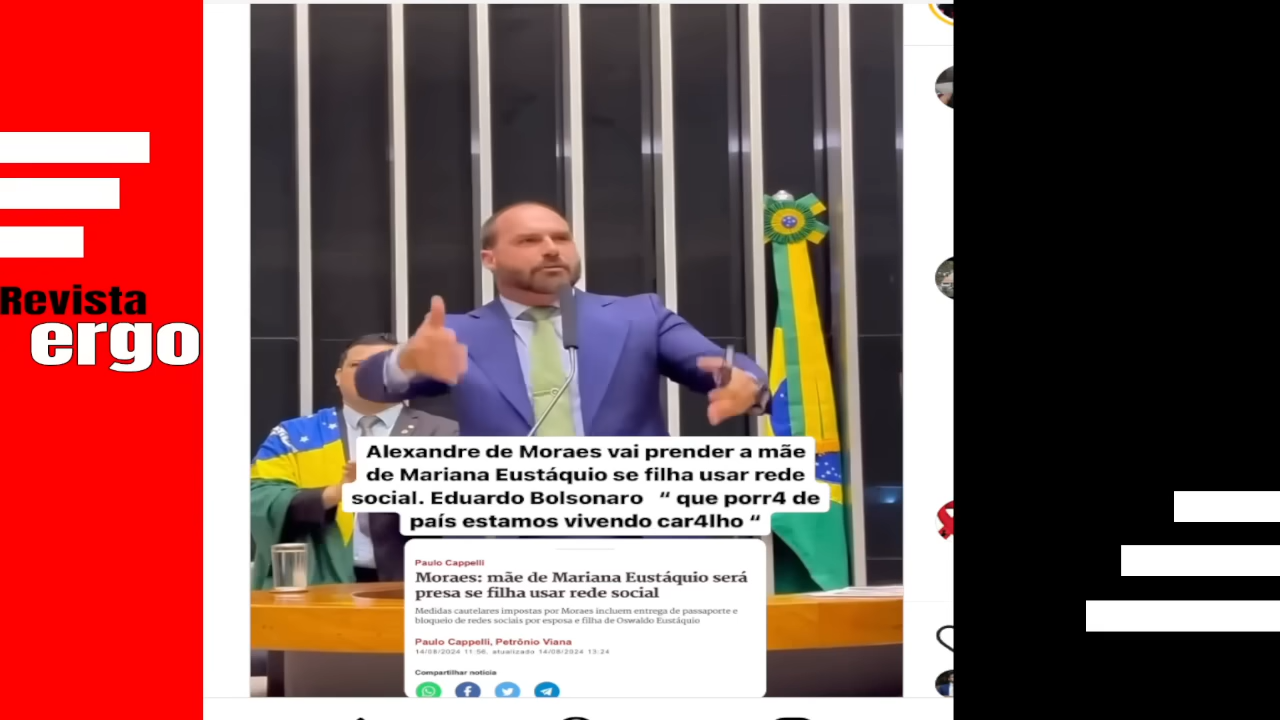 Revista
ergo
Alexandre de Moraes vai prender a mãe
de Mariana Eustáquio se filha usar rede
social. Eduardo Bolsonaro “ que porr4 de
país estamos vivendo car4lho “
Paulo Cappelli
Moraes: mãe de Mariana Eustáquio será
presa se filha usar rede social
Medidas cautelares impostas por Moraes incluem entrega de passaporte e
bloqueio de redes sociais por esposa e filha de Oswaldo Eustáquio
Paulo Cappelli, Petrônio Viana
14/08/2024 11:56, atualizado 14/08/2024 13:24
Compartilhar notícia